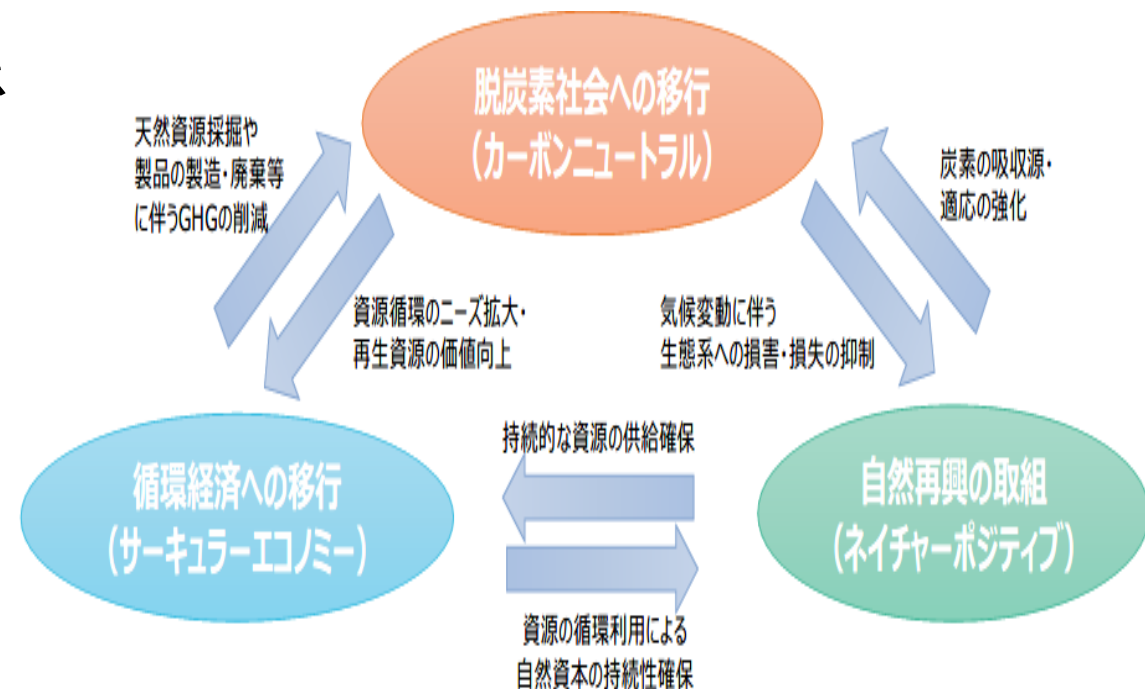 脱炭素社会への移行
（カーボンニュートラル）
天然資源採掘や
製品の製造・廃棄等
に伴うGHGの削減
炭素の吸収源・
適応の強化
資源循環のニーズ拡大・
再生資源の価値向上
気候変動に伴う
生態系への損害・損失の抑制
持続的な資源の供給確保
循環経済への移行
（サーキュラーエコノミー）
自然再興の取組
（ネイチャーポジティブ）
資源の循環利用による
自然資本の持続性確保